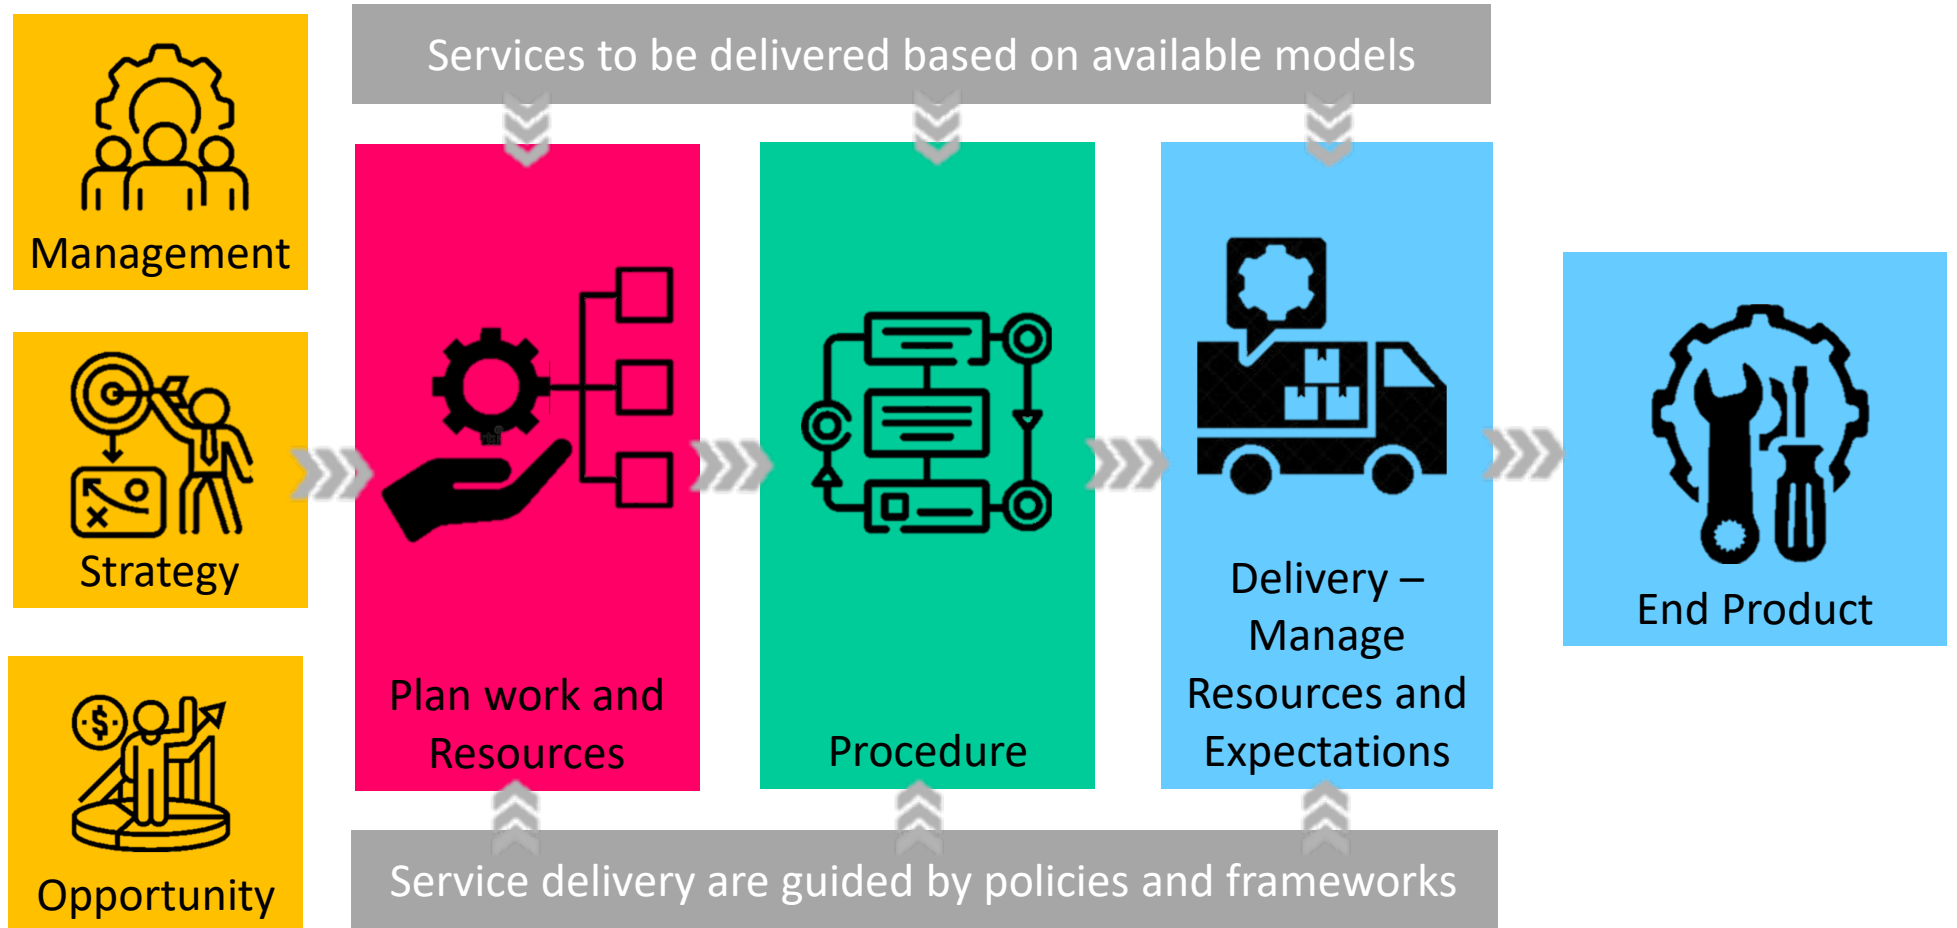 Services to be delivered based on available models
Management
Strategy
Opportunity
Plan work and
Resources
Procedure
Delivery –
Manage
Resources and
Expectations
End Product
Service delivery are guided by policies and frameworks